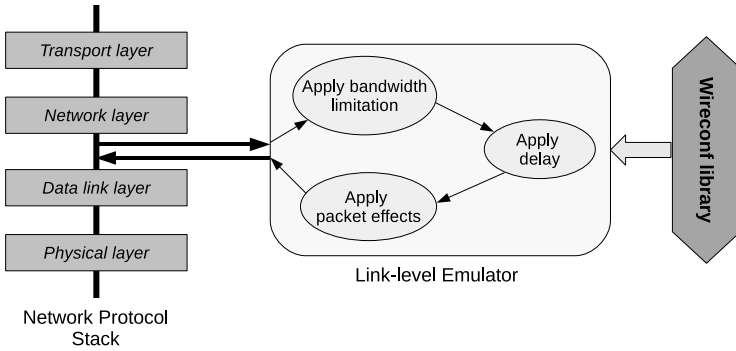 Transport layer
Network layer
Data link layer
Physical layer
Network Protocol
Stack
Apply bandwidth
limitation
Apply
delay
Apply
packet effects
Link-level Emulator
Wireconf library